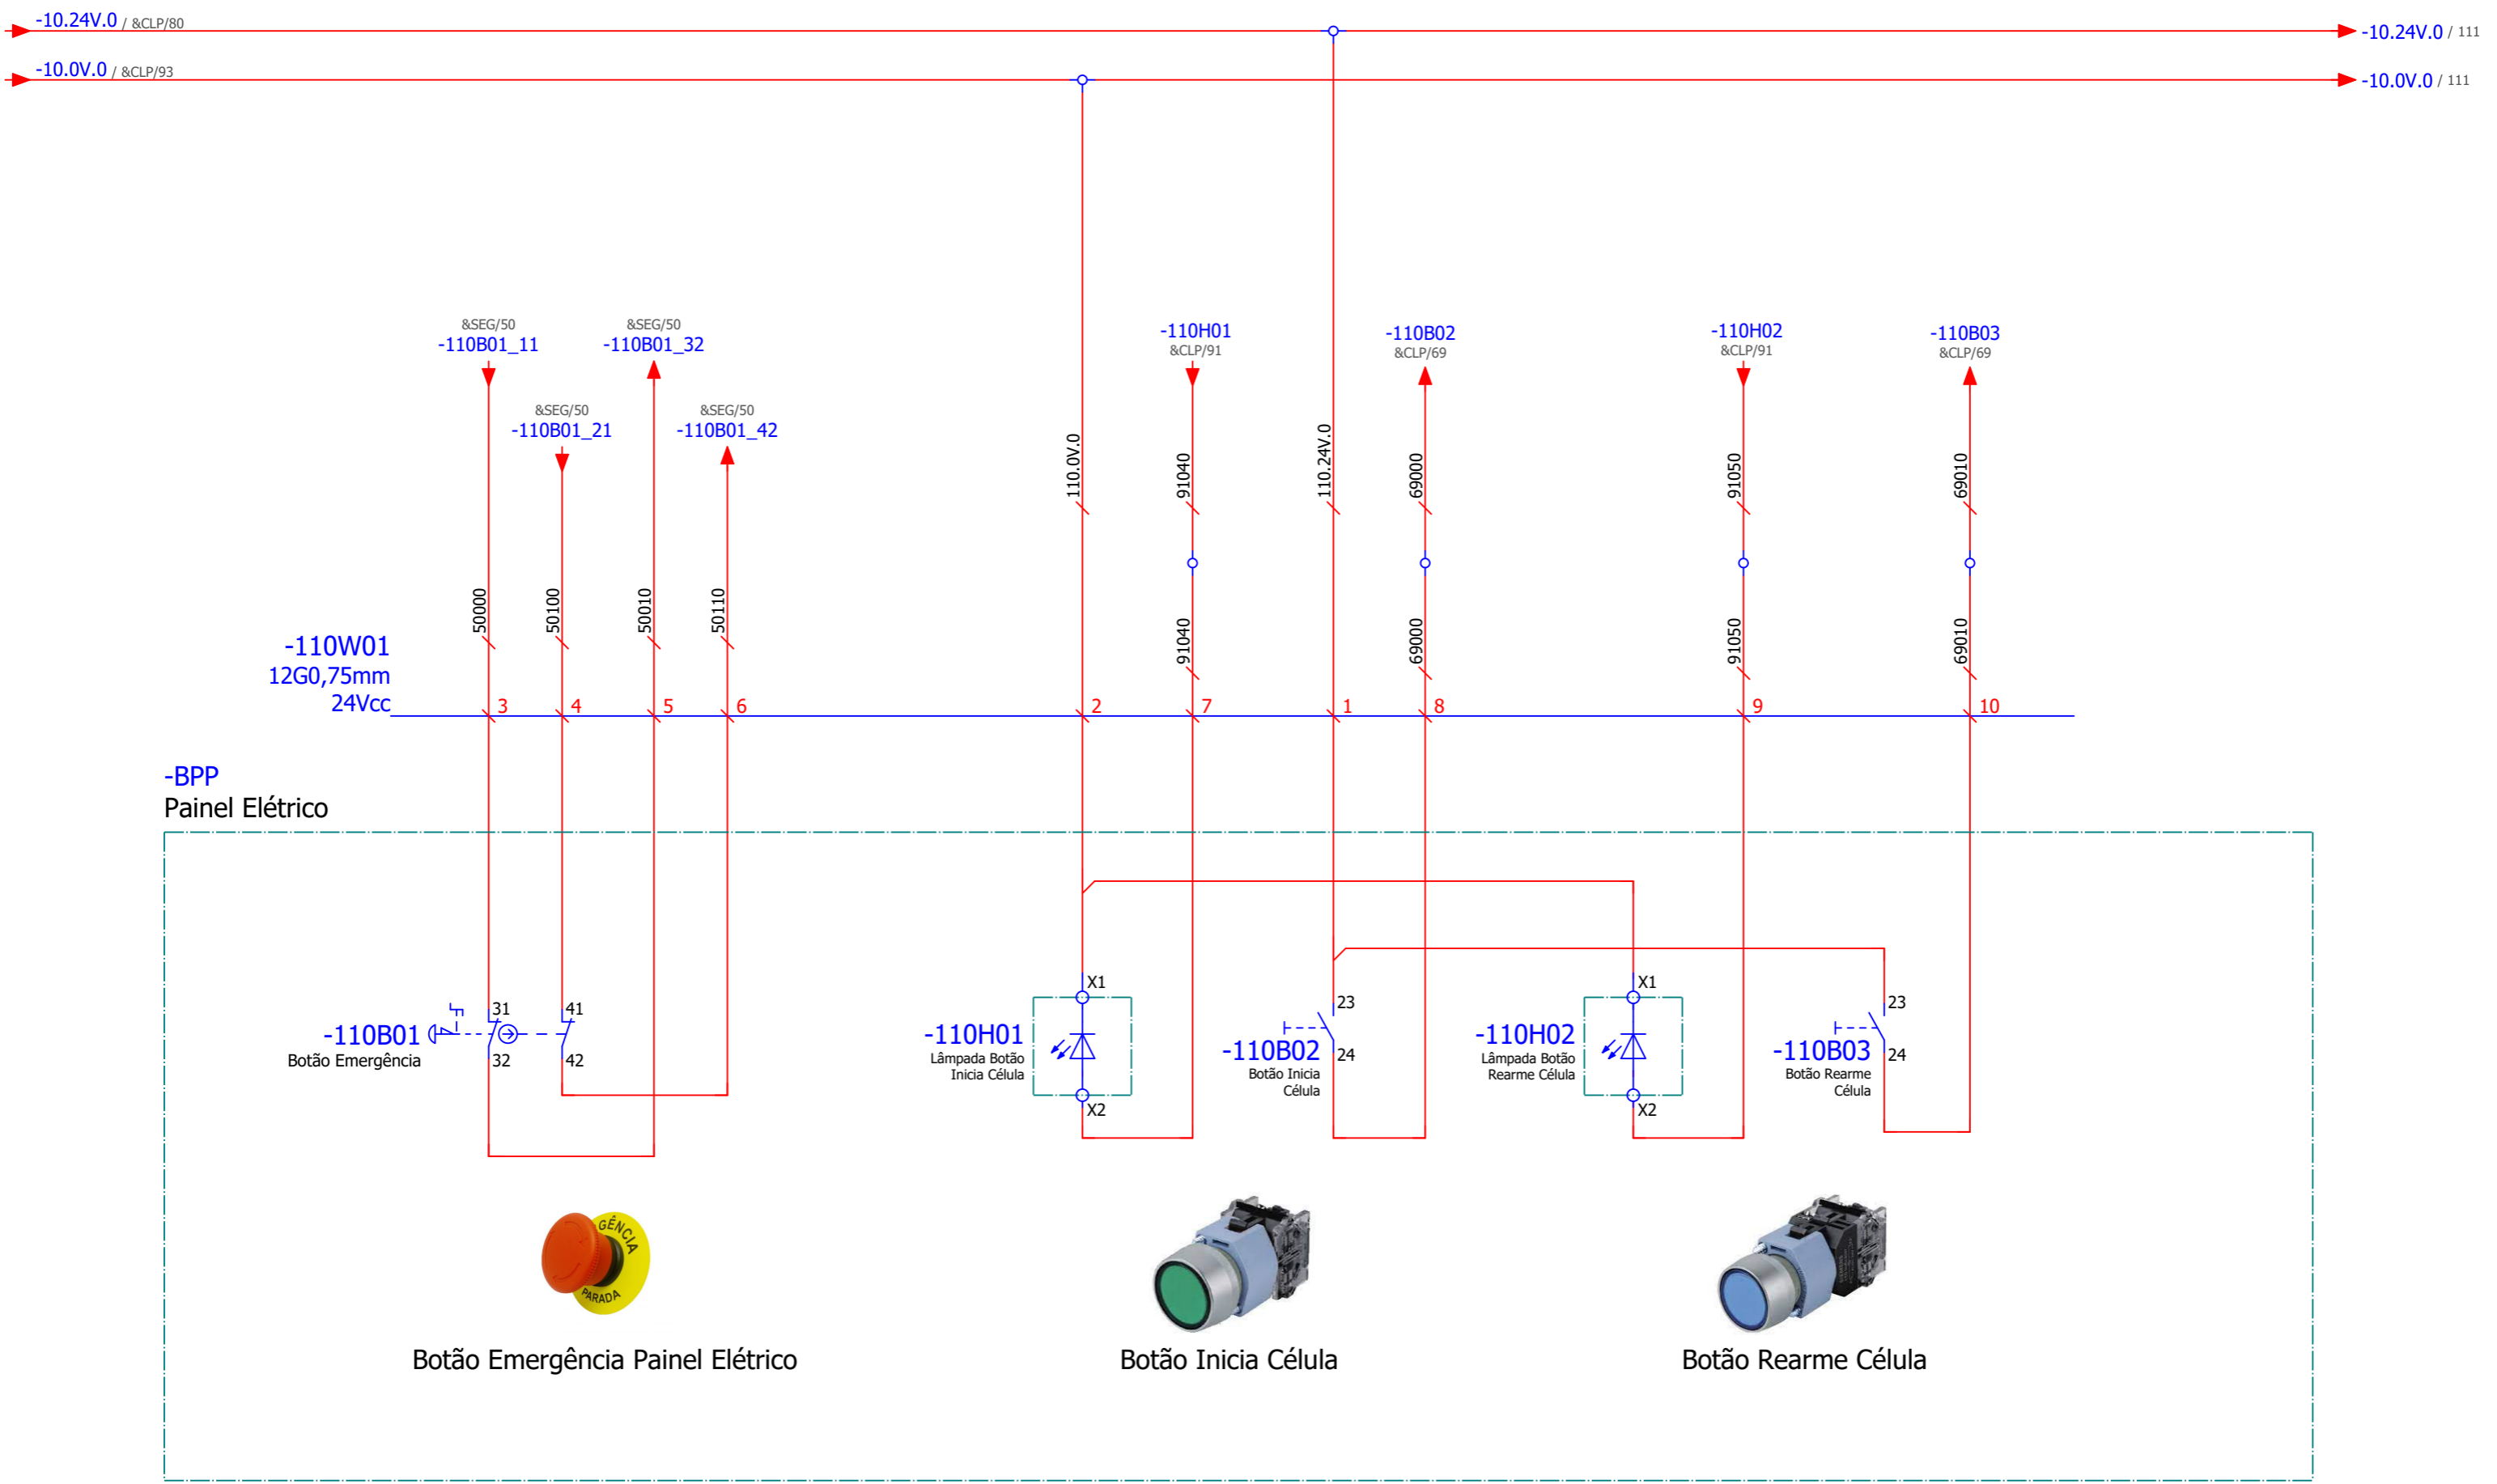 -10.24V.0 / &CLP/80
-10.24V.0 / 111
-10.0V.0 / &CLP/93
-10.0V.0 / 111
&SEG/50
-110B01_11
&SEG/50
-110B01_32
-110H01
&CLP/91
-110B02
&CLP/69
-110H02
&CLP/91
-110B03
&CLP/69
&SEG/50
-110B01_21
&SEG/50
-110B01_42
110.0V.0
91040
110.24V.0
69000
91050
69010
50000
50100
50010
50110
91040
69000
91050
69010
-110W01
12G0,75mm
24Vcc
3
4
5
6
2
7
1
8
9
10
-BPP
Painel Elétrico
-110B01
Botão Emergência
31
32
41
42
X1
-110H01
Lâmpada Botão
Inicia Célula
X2
23
-110B02
24
Botão Inicia
Célula
X1
-110H02
Lâmpada Botão
Rearme Célula
X2
23
-110B03
24
Botão Rearme
Célula
GÊNCIA
PARADA
Botão Emergência Painel Elétrico
Botão Inicia Célula
Botão Rearme Célula